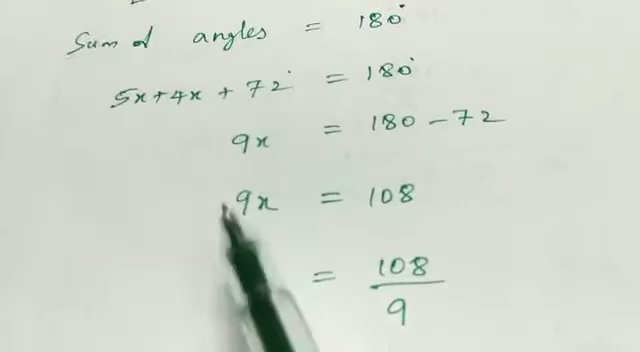 Sum of angles = 180°
5x + 4x + 72° = 180°
9x = 180 - 72
9x = 108
= 108/9